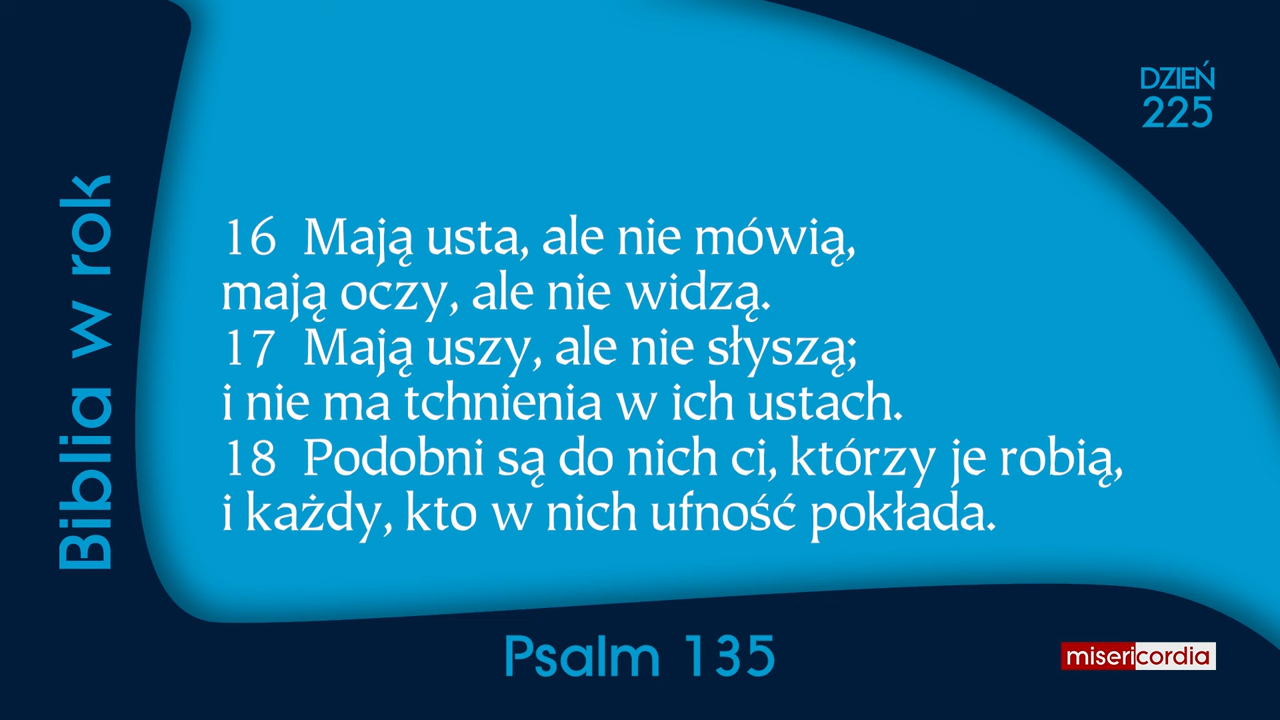 DZIEŃ
225
Biblia w rok
16 Mają usta, ale nie mówią,
mają oczy, ale nie widzą.
17 Mają uszy, ale nie słyszą;
i nie ma tchnienia w ich ustach.
18 Podobni są do nich ci, którzy je robią,
i każdy, kto w nich ufność pokłada.
Psalm 135
misericordia